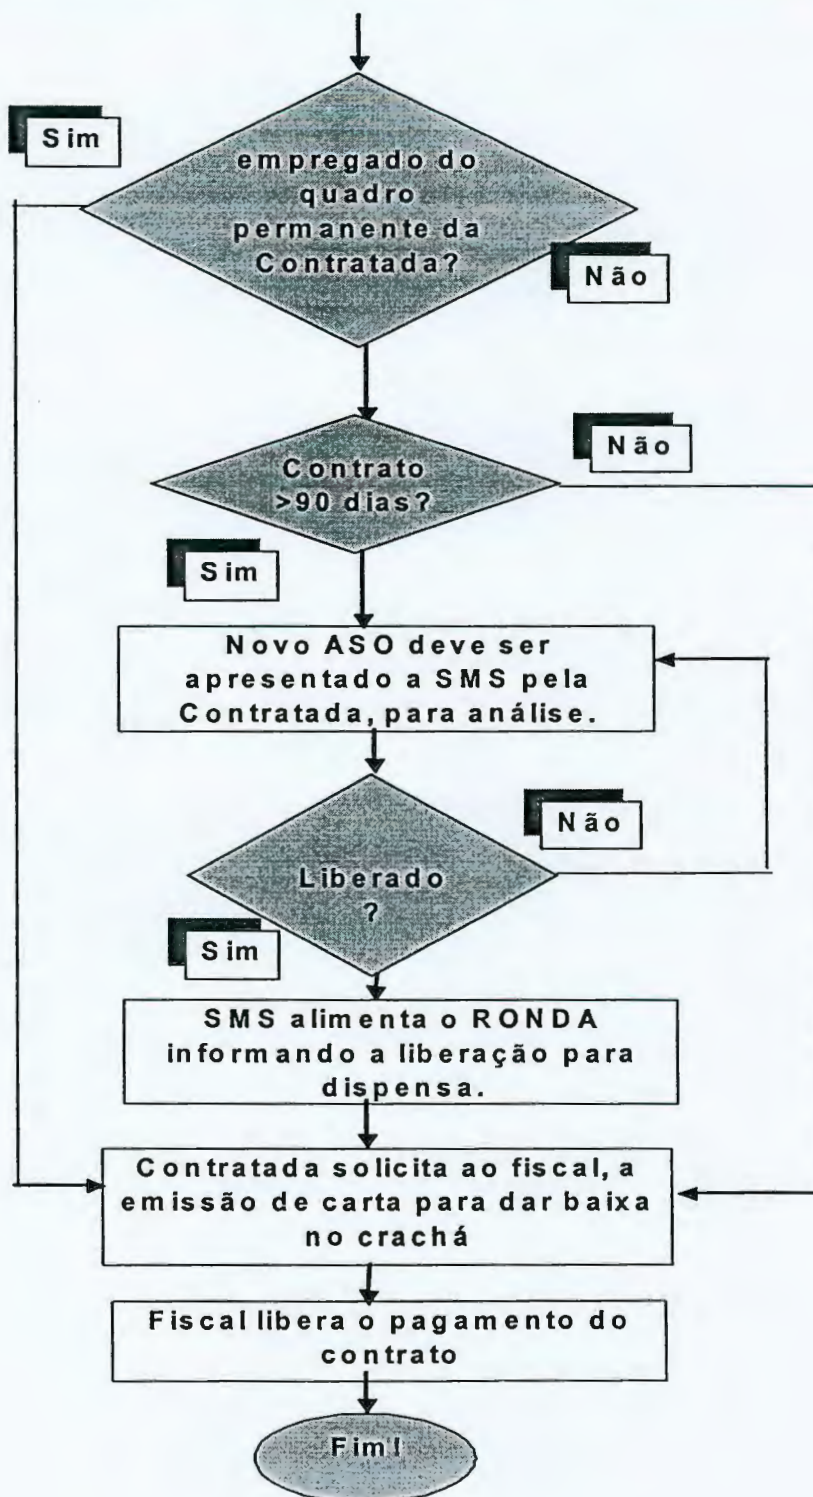 Sim
empregado do
quadro
permanente da
Contratada?
Não
Contrato
>90 dias?
Não
Sim
Novo ASO deve ser
apresentado a SMS pela
Contratada, para análise.
Não
Liberado
?
Sim
SMS alimenta o RONDA
informando a liberação para
dispensa.
Contratada solicita ao fiscal, a
emissão de carta para dar baixa
no crachá
Fiscal libera o pagamento do
contrato
Fim!